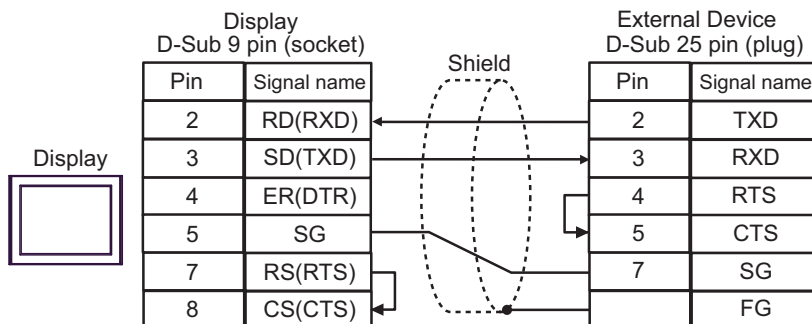 Display
D-Sub 9 pin (socket)
External Device
D-Sub 25 pin (plug)
Shield
Pin Signal name
Pin Signal name
2 RD(RXD)
2 TXD
3 SD(TXD)
3 RXD
Display
4 ER(DTR)
4 RTS
5 SG
5 CTS
7 RS(RTS)
7 SG
8 CS(CTS)
FG